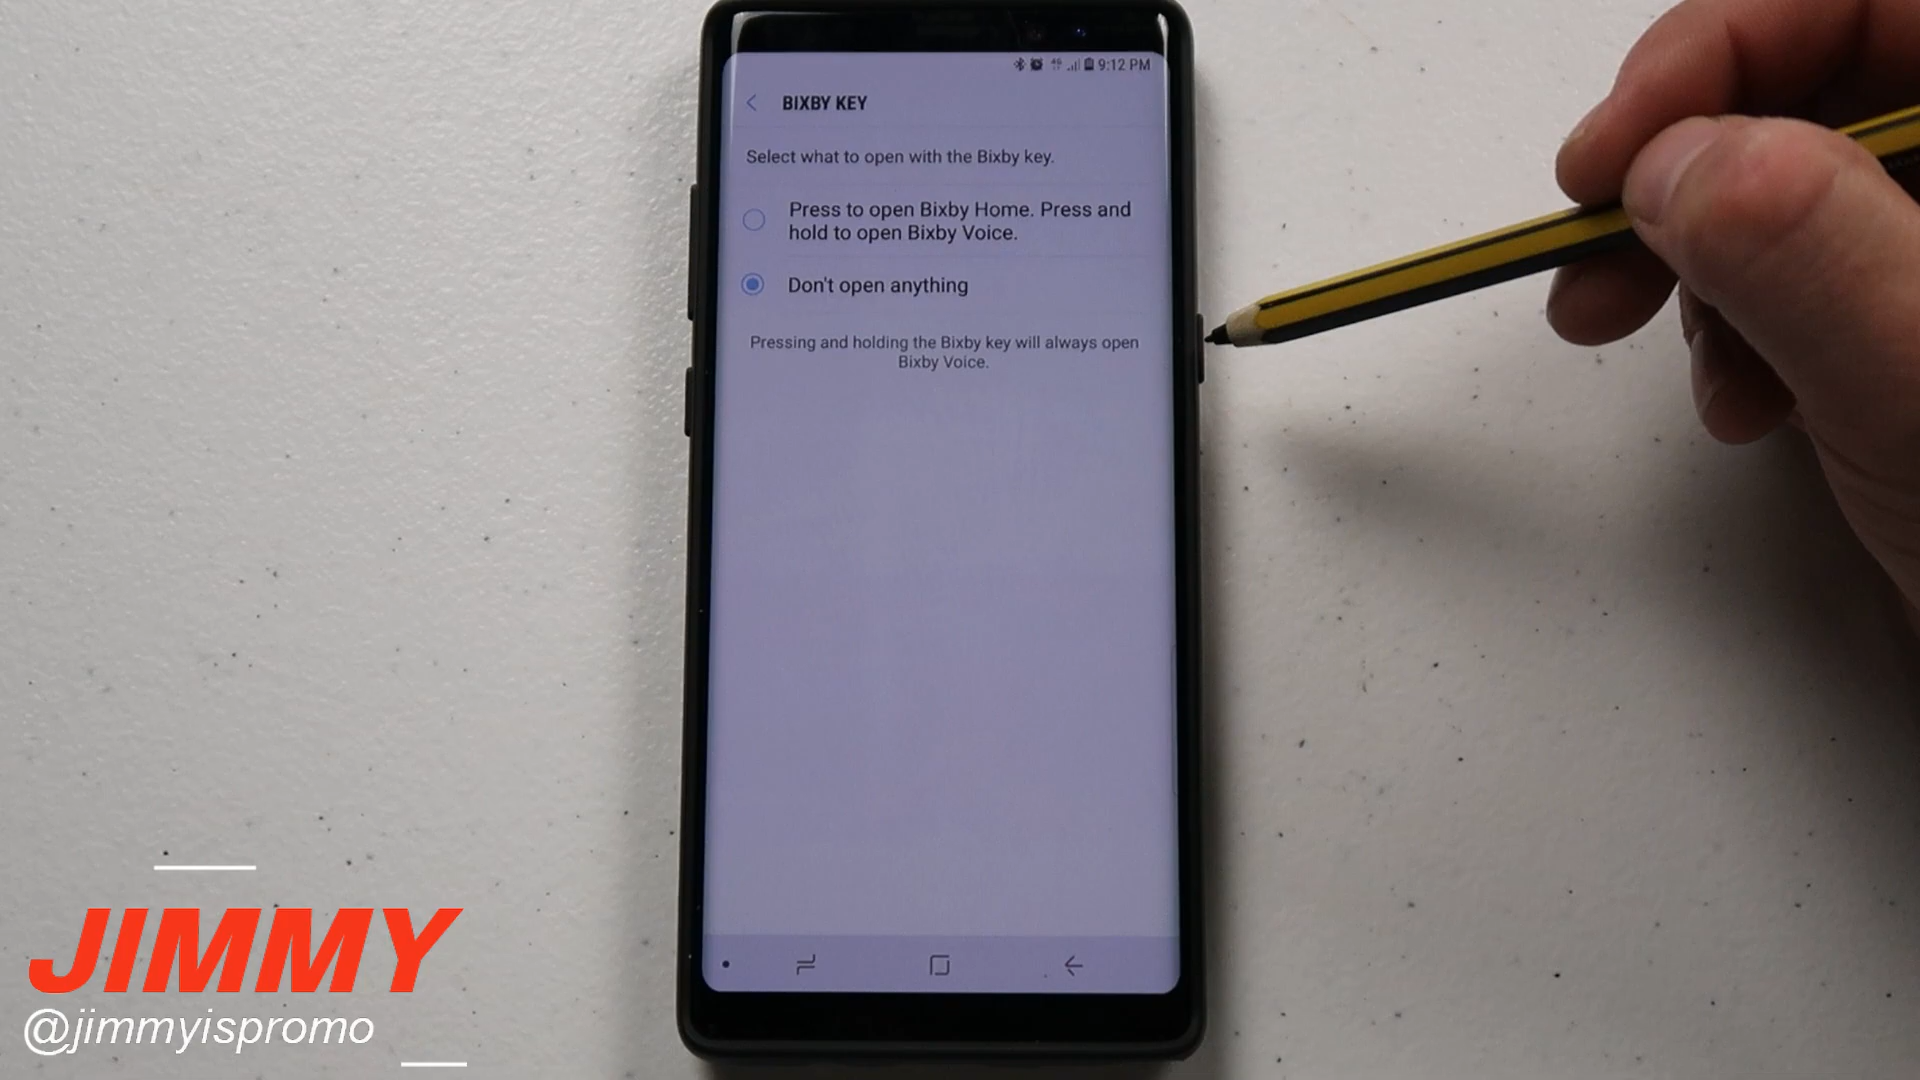 9:12 PM
BIXBY KEY
Select what to open with the Bixby key.
Press to open Bixby Home. Press and
hold to open Bixby Voice.
Don't open anything
Pressing and holding the Bixby key will always open
Bixby Voice.
JIMMY
@jimmyispromo